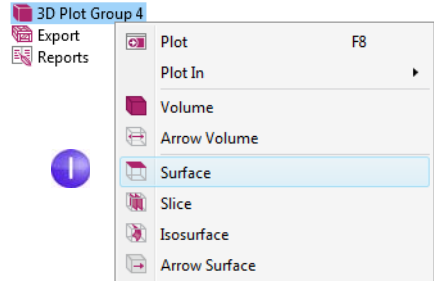 3D Plot Group 4
Export
Reports
Plot F8
Plot In
Volume
Arrow Volume
Surface
Slice
Isosurface
Arrow Surface
I